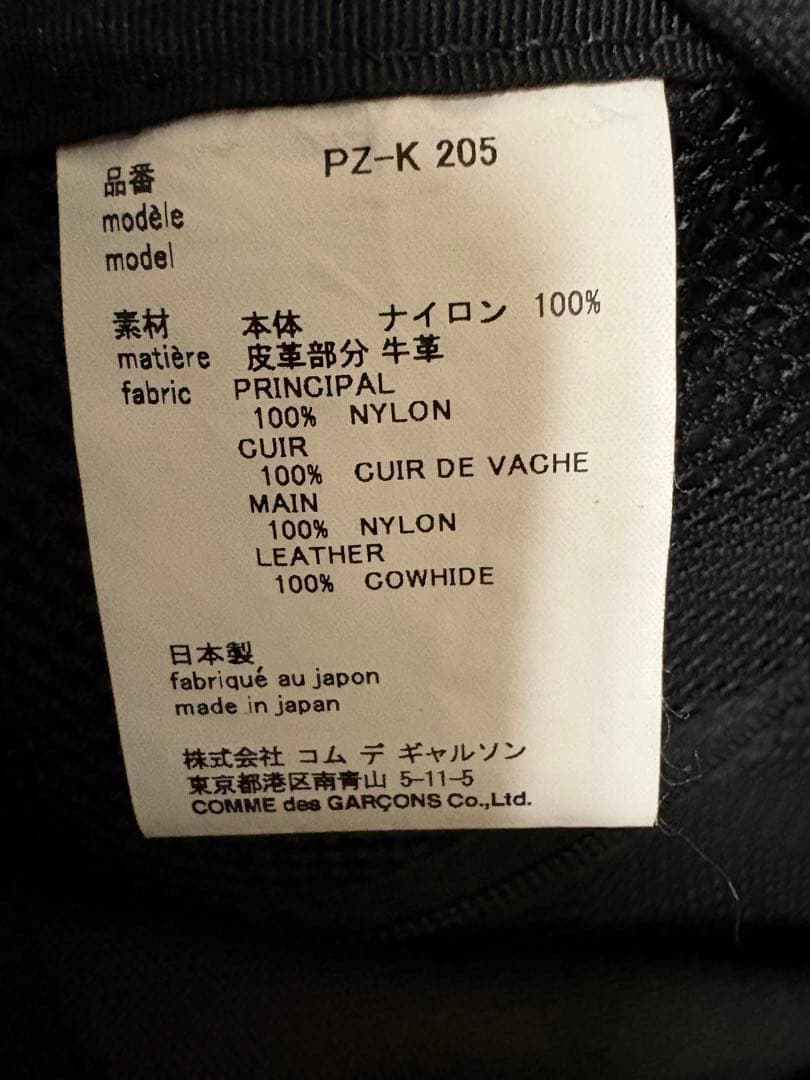 品番 PZ-K 205
modèle
model
素材 本体 ナイロン 100%
matière 皮革部分 牛革
fabric PRINCIPAL
100% NYLON
CUIR
100% CUIR DE VACHE
MAIN
100% NYLON
LEATHER
100% COWHIDE
日本製
fabriqué au japon
made in japan
株式会社 コム デ ギャルソン
東京都港区南青山 5-11-5
COMME des GARÇONS Co.,Ltd.